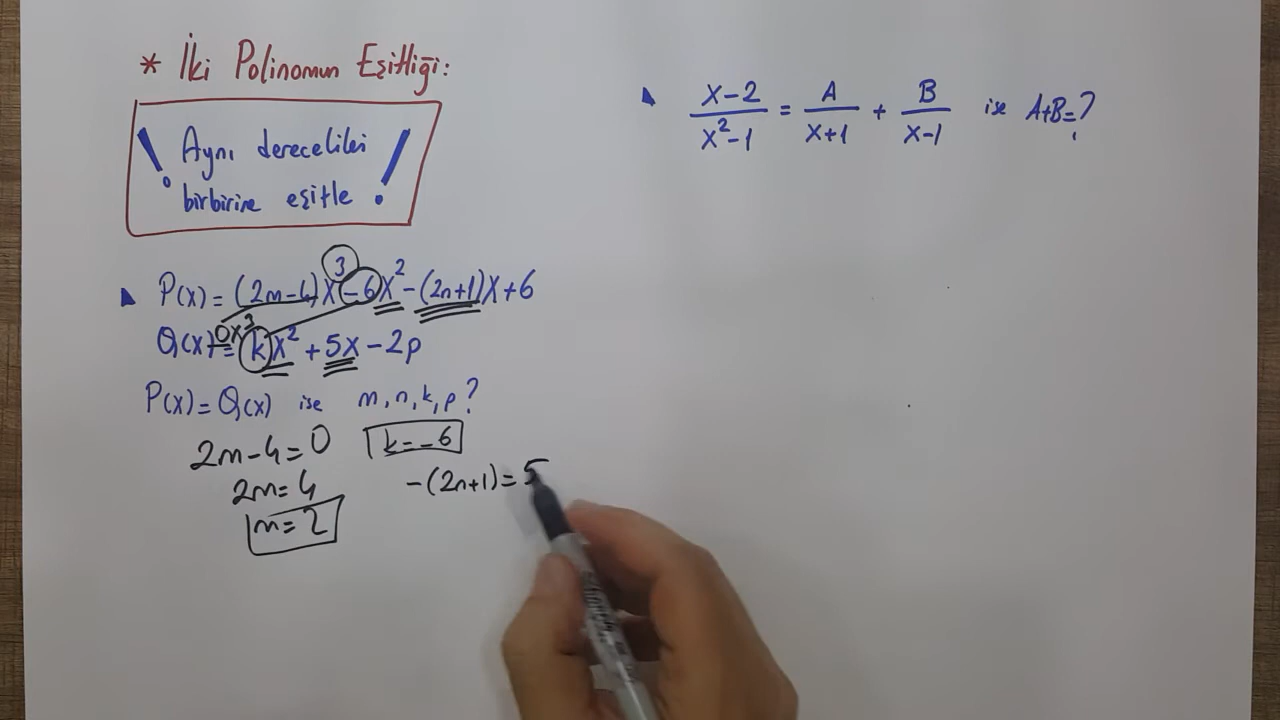 * İki Polinomun Eşitliği:
! Aynı derecelileri
birbirine eşitle !
P(x) = (2m-4)x³ -6x² -(2n+1)x+6
0x³
Q(x) = kx² + 5x - 2p
P(x) = Q(x) ise m, n, k, p ?
2m-4=0
k=-6
2m=4
-(2n+1)=5
m=2
x-2/x²-1 = A/x+1 + B/x-1 ise A+B=?